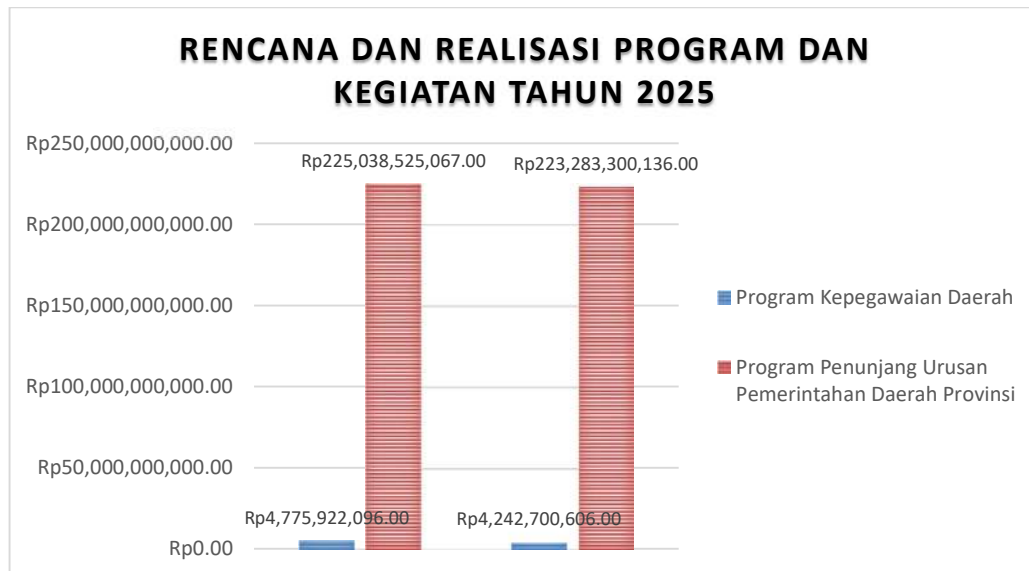 RENCANA DAN REALISASI PROGRAM DAN
KEGIATAN TAHUN 2025
Rp250,000,000,000.00
Rp225,038,525,067.00
Rp223,283,300,136.00
Rp200,000,000,000.00
Rp150,000,000,000.00
Rp100,000,000,000.00
Rp50,000,000,000.00
Rp4,775,922,096.00
Rp4,242,700,606.00
Rp0.00
Program Kepegawaian Daerah
Program Penunjang Urusan
Pemerintahan Daerah Provinsi